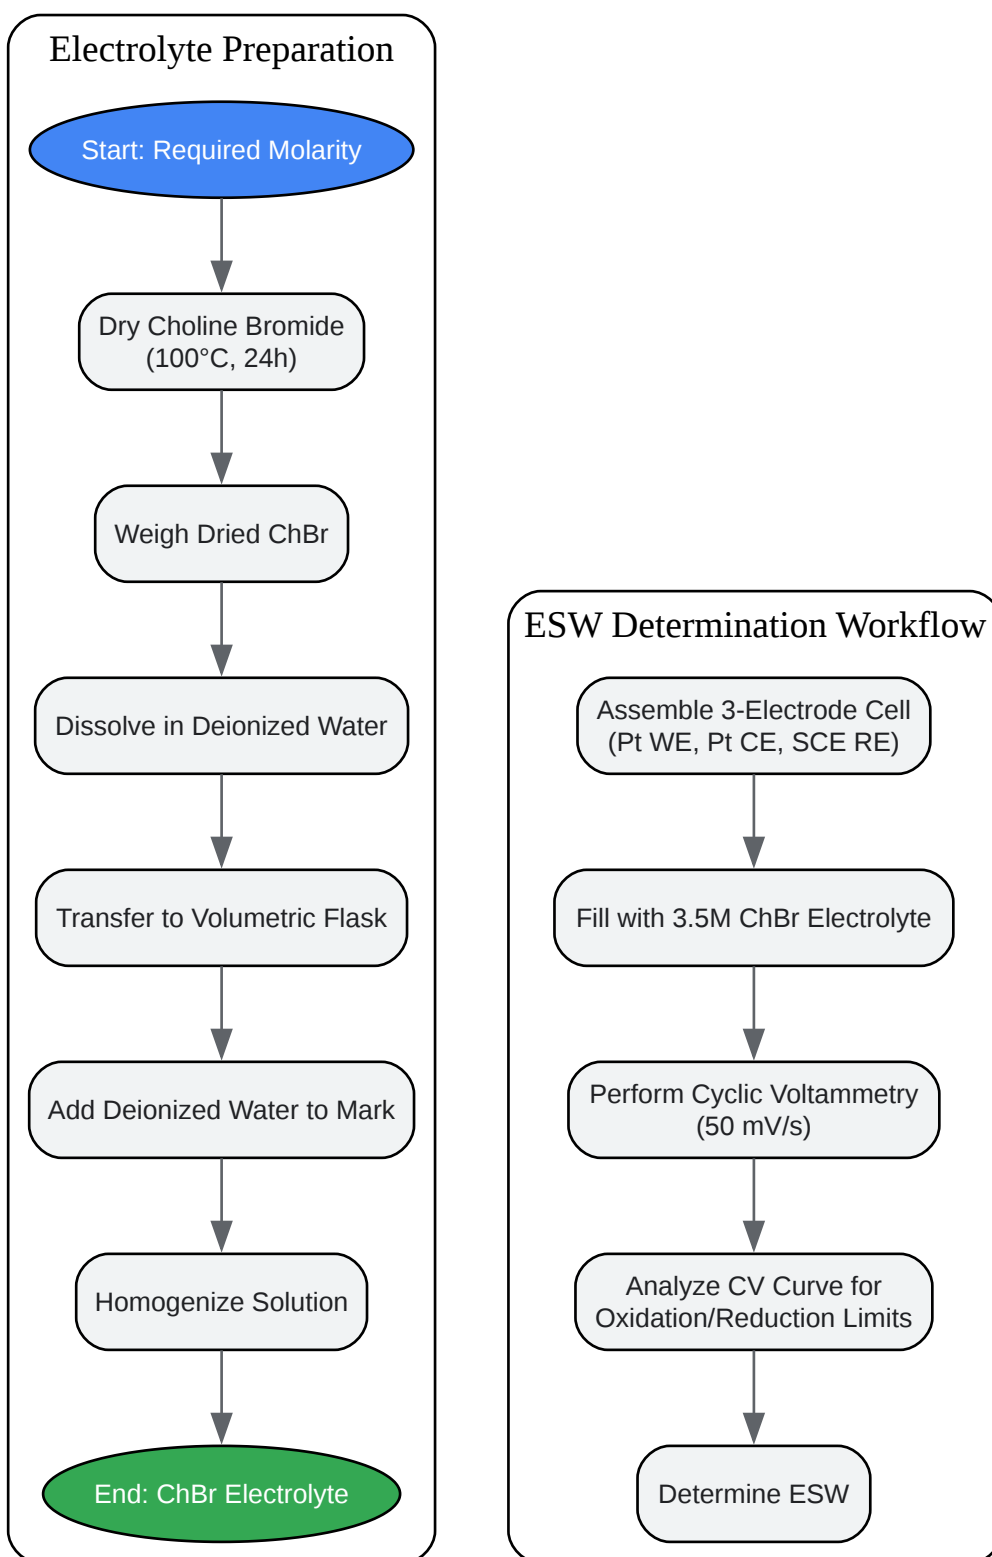 Electrolyte Preparation
Start: Required Molarity
Dry Choline Bromide
(100°C, 24h)
Weigh Dried ChBr
Dissolve in Deionized Water
Transfer to Volumetric Flask
Add Deionized Water to Mark
Homogenize Solution
End: ChBr Electrolyte
ESW Determination Workflow
Assemble 3-Electrode Cell
(Pt WE, Pt CE, SCE RE)
Fill with 3.5M ChBr Electrolyte
Perform Cyclic Voltammetry
(50 mV/s)
Analyze CV Curve for
Oxidation/Reduction Limits
Determine ESW